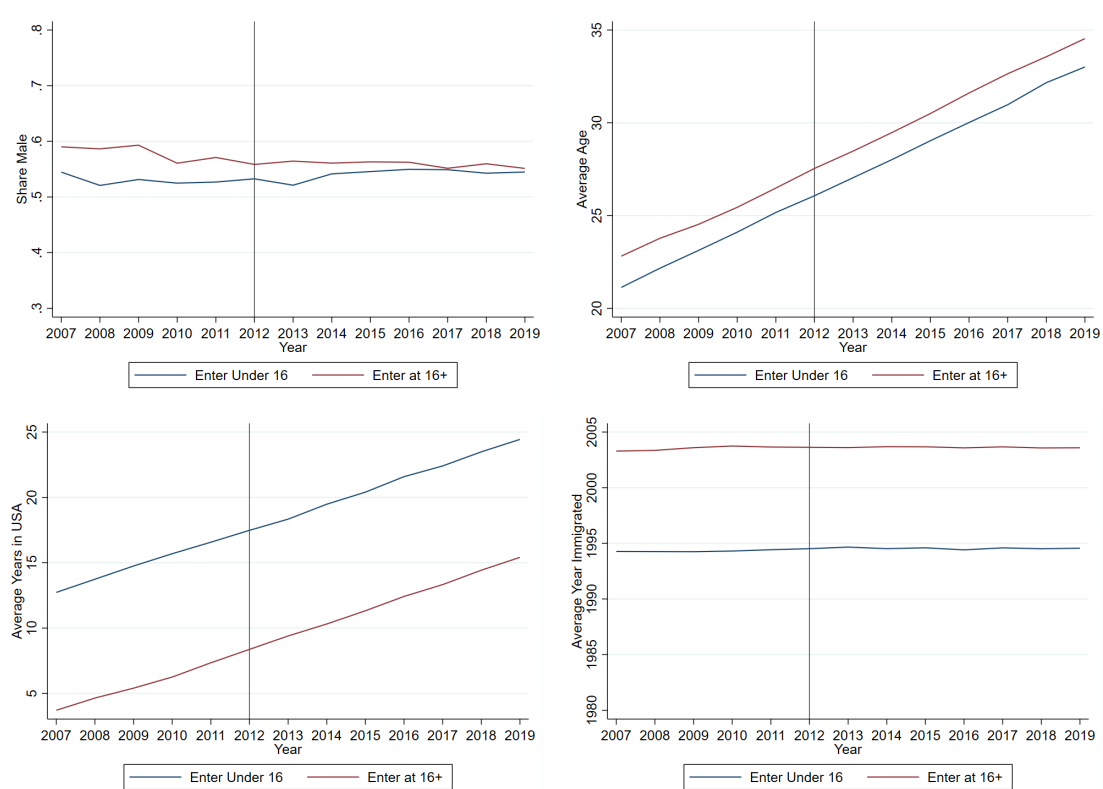 Share Male
.8
.7
.6
.5
.4
.3
2007 2008 2009 2010 2011 2012 2013 2014 2015 2016 2017 2018 2019
Year
Enter Under 16 Enter at 16+
Average Age
35
30
25
20
2007 2008 2009 2010 2011 2012 2013 2014 2015 2016 2017 2018 2019
Year
Enter Under 16 Enter at 16+
Average Years in USA
25
20
15
10
5
2007 2008 2009 2010 2011 2012 2013 2014 2015 2016 2017 2018 2019
Year
Enter Under 16 Enter at 16+
Average Year Immigrated
2005
2000
1995
1990
1985
1980
2007 2008 2009 2010 2011 2012 2013 2014 2015 2016 2017 2018 2019
Year
Enter Under 16 Enter at 16+